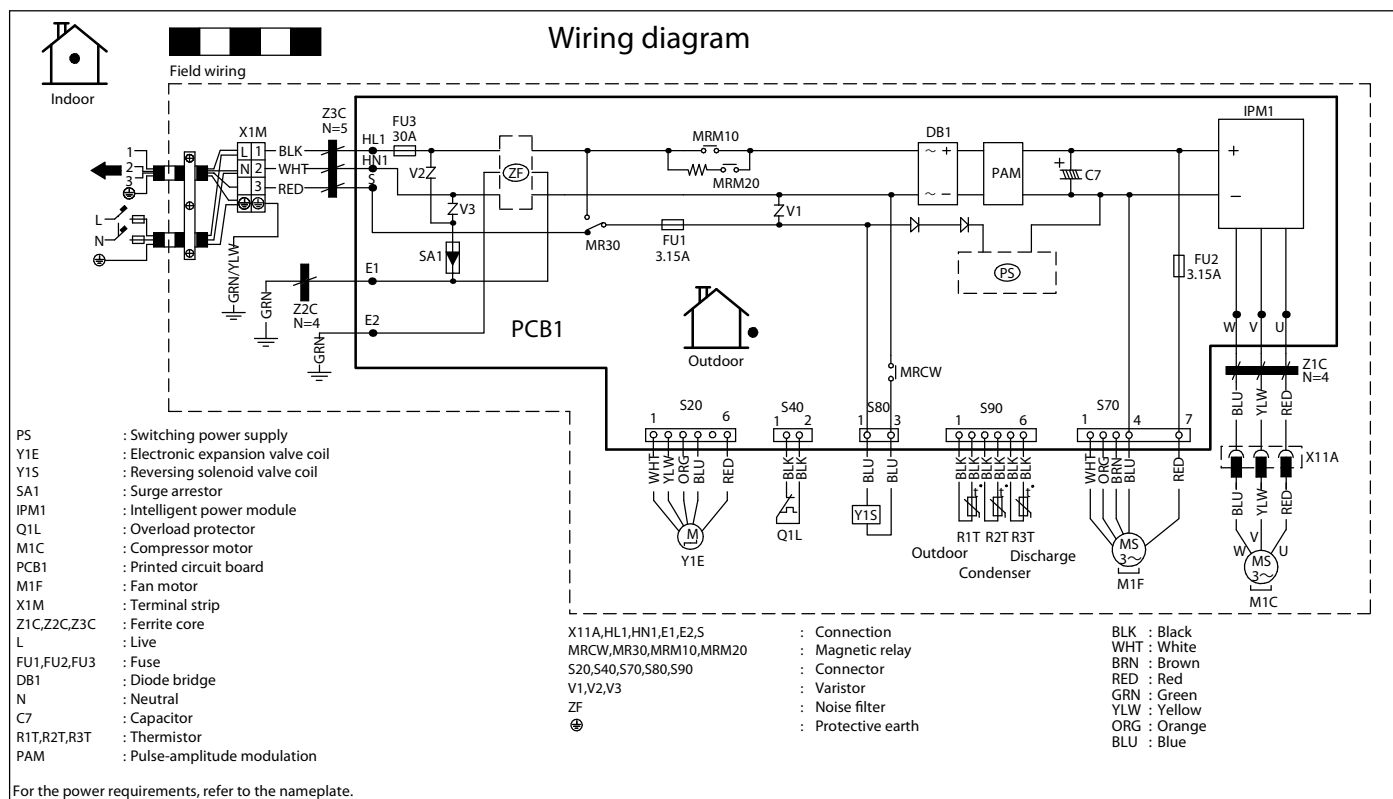 Wiring diagram
Indoor
Field wiring
X1M
Z3C
N=5
L 1 BLK
N 2 WHT
3 RED
1
2
3
L
N
GRN/YLW
GRN
Z2C
N=4
GRN
HL1
HN1
S
E1
E2
FU3
30A
V2
V3
SA1
ZF
MRM10
MRM20
MR30
FU1
3.15A
V1
DB1
~ +
~ −
PAM
+
C7
PS
IPM1
+
−
FU2
3.15A
W V U
PCB1
Outdoor
MRCW
Z1C
N=4
BLU YLW RED
X11A
BLU YLW RED
W V U
MS
3~
M1C
S20
1 6
WHT YLW ORG BLU RED
M
Y1E
S40
1 2
BLK BLK
Q1L
S80
1 3
BLU BLU
Y1S
S90
1 6
BLK BLK BLK BLK BLK BLK
t° t° t°
R1T R2T R3T
Outdoor Discharge
Condenser
S70
1 4 7
WHT ORG BRN BLU RED
MS
3~
M1F
PS : Switching power supply
Y1E : Electronic expansion valve coil
Y1S : Reversing solenoid valve coil
SA1 : Surge arrestor
IPM1 : Intelligent power module
Q1L : Overload protector
M1C : Compressor motor
PCB1 : Printed circuit board
M1F : Fan motor
X1M : Terminal strip
Z1C,Z2C,Z3C : Ferrite core
L : Live
FU1,FU2,FU3 : Fuse
DB1 : Diode bridge
N : Neutral
C7 : Capacitor
R1T,R2T,R3T : Thermistor
PAM : Pulse-amplitude modulation
X11A,HL1,HN1,E1,E2,S : Connection
MRCW,MR30,MRM10,MRM20 : Magnetic relay
S20,S40,S70,S80,S90 : Connector
V1,V2,V3 : Varistor
ZF : Noise filter
: Protective earth
BLK : Black
WHT : White
BRN : Brown
RED : Red
GRN : Green
YLW : Yellow
ORG : Orange
BLU : Blue
For the power requirements, refer to the nameplate.